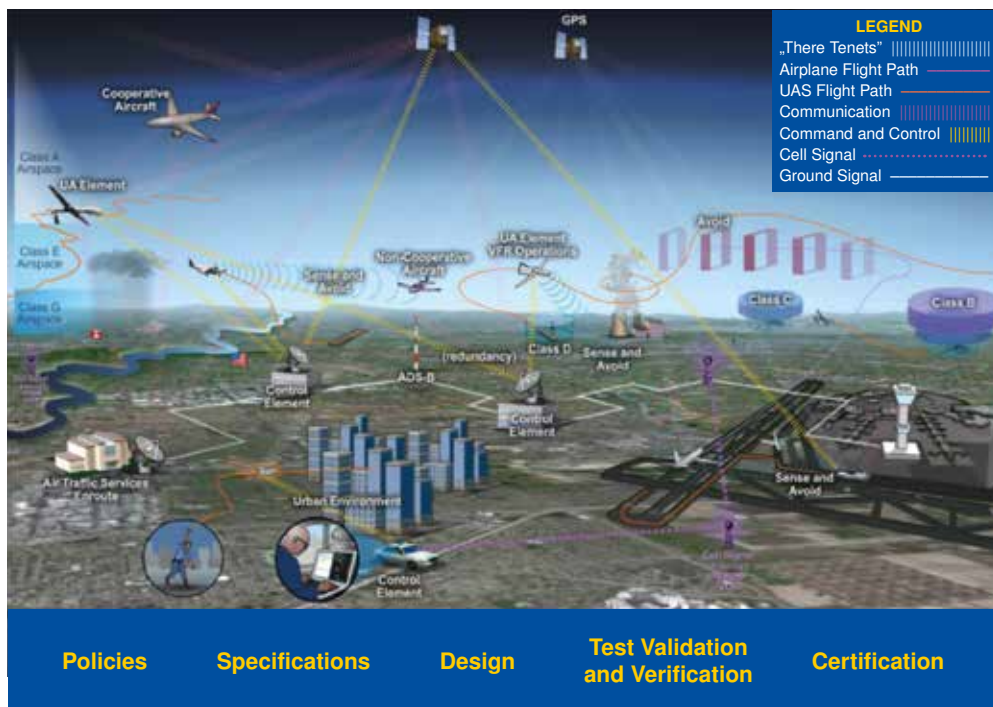 GPS
LEGEND
„There Tenets”
Airplane Flight Path
UAS Flight Path
Communication
Command and Control
Cell Signal
Ground Signal
Cooperative
Aircraft
Class A
Airspace
UA Element
Class E
Airspace
Class G
Airspace
Sense and
Avoid
Non-Cooperative
Aircraft
UA Element
VFR Operations
Avoid
Class C
Class B
(redundancy)
Class D
Sense and
Avoid
ADS-B
Control
Element
Control
Element
Air Traffic Services
Enroute
Urban Environment
Sense and
Avoid
Control
Element
Policies
Specifications
Design
Test Validation
and Verification
Certification